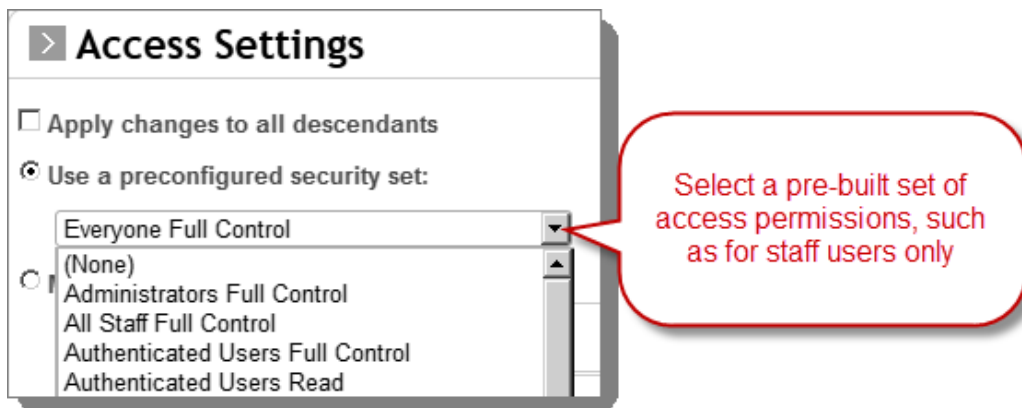 Access Settings
Apply changes to all descendants
Use a preconfigured security set:
Everyone Full Control
(None)
Administrators Full Control
All Staff Full Control
Authenticated Users Full Control
Authenticated Users Read
Select a pre-built set of
access permissions, such
as for staff users only